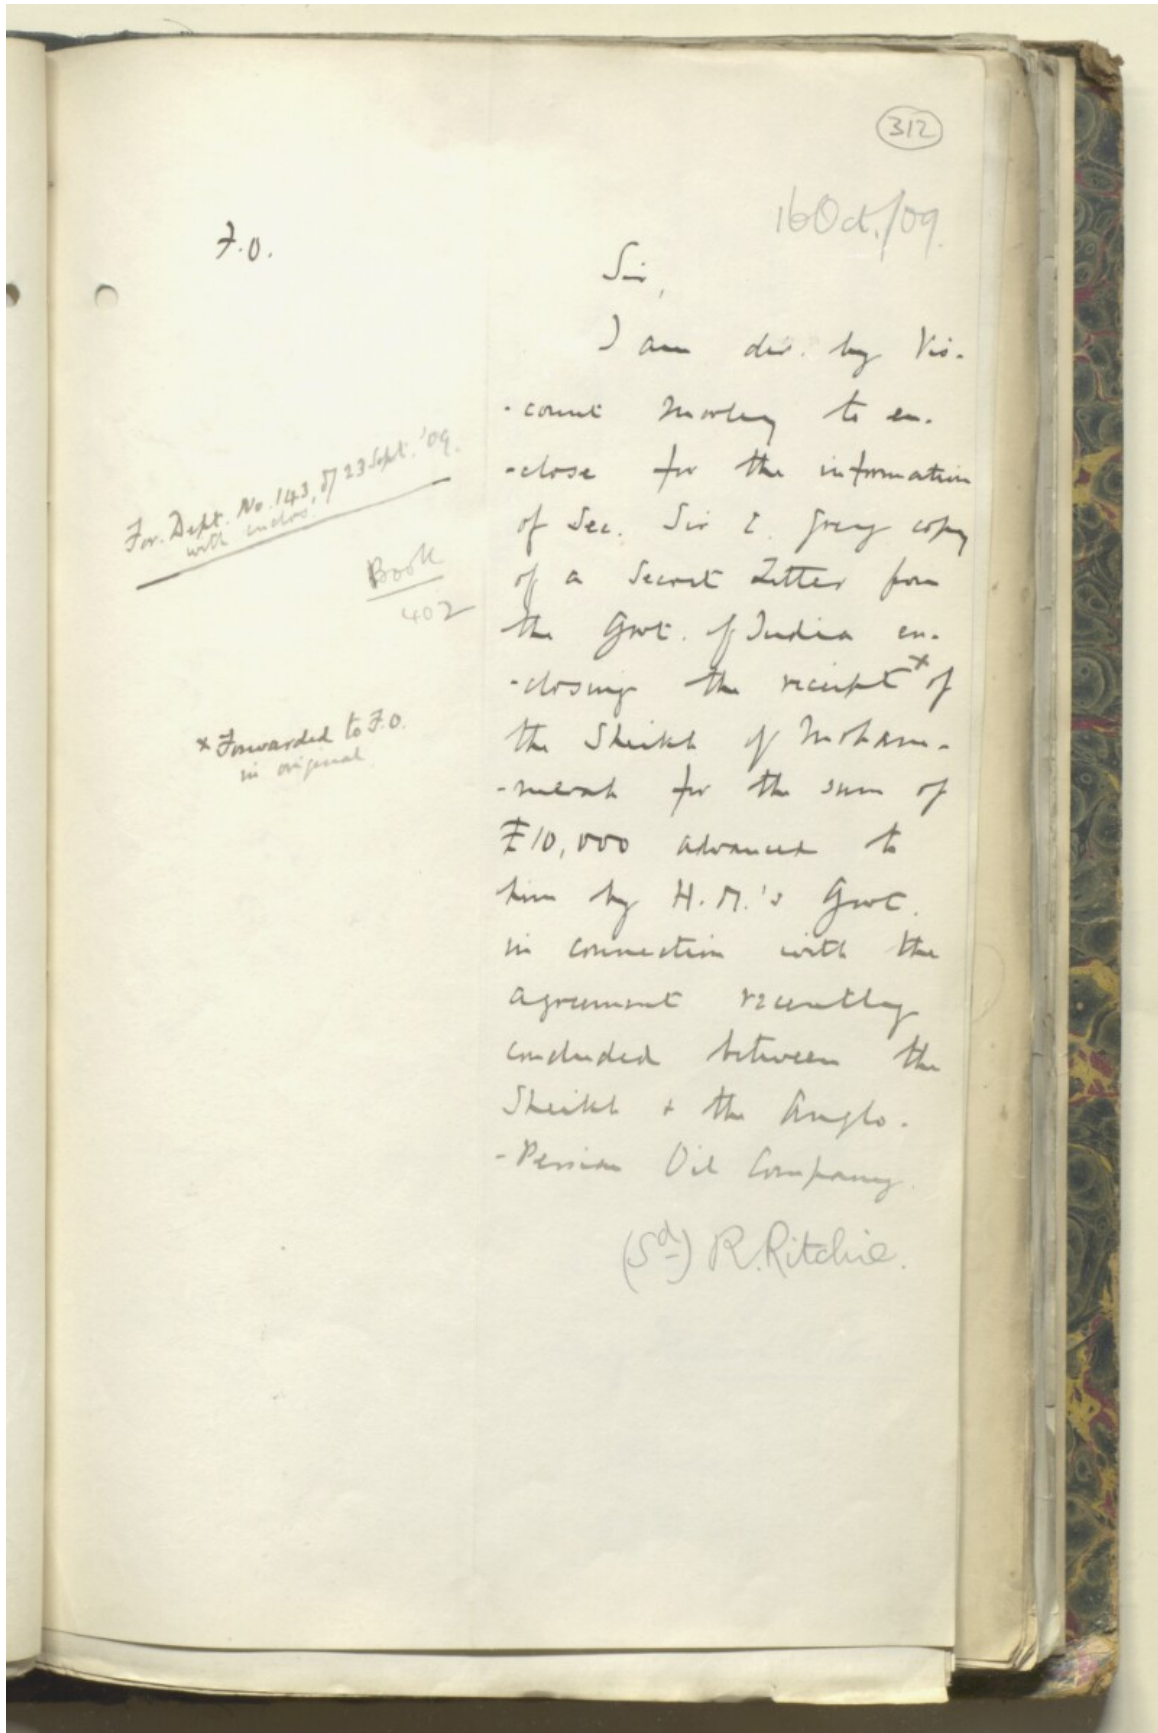 312
16 Oct./09.
F.O.
Sir,
I am dir. by Vis-
-count Morley to en-
-close for the information
of Sec. Sir E. Grey copy
of a Secret Letter from
the Govt. of India en-
-closing the receipt x of
the Sheikh of Moham-
-merah for the sum of
£10,000 advanced to
him by H.M.'s Govt.
in connection with the
agreement recently
concluded between the
Sheikh + the Anglo-
-Persian Oil Company.
(Sd) R. Ritchie.
For. Dept. No. 143, of 23 Sept. '09.
with enclos.
Book
402
x Forwarded to F.O.
in original